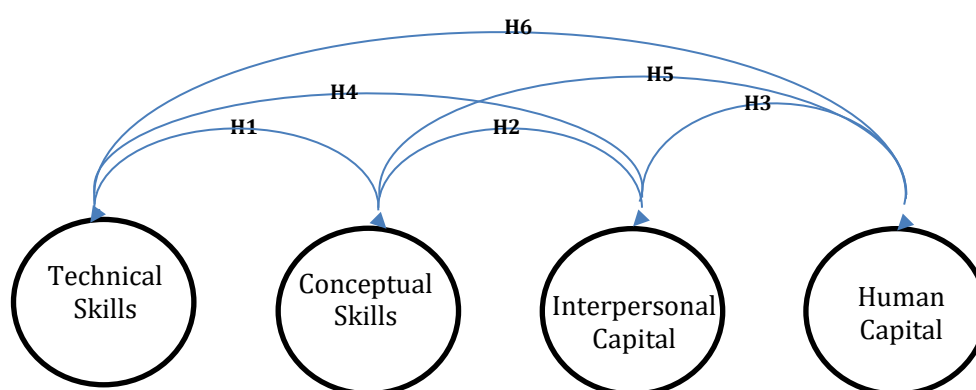 H6
H5
H4
H3
H1
H2
Technical
Skills
Conceptual
Skills
Interpersonal
Capital
Human
Capital